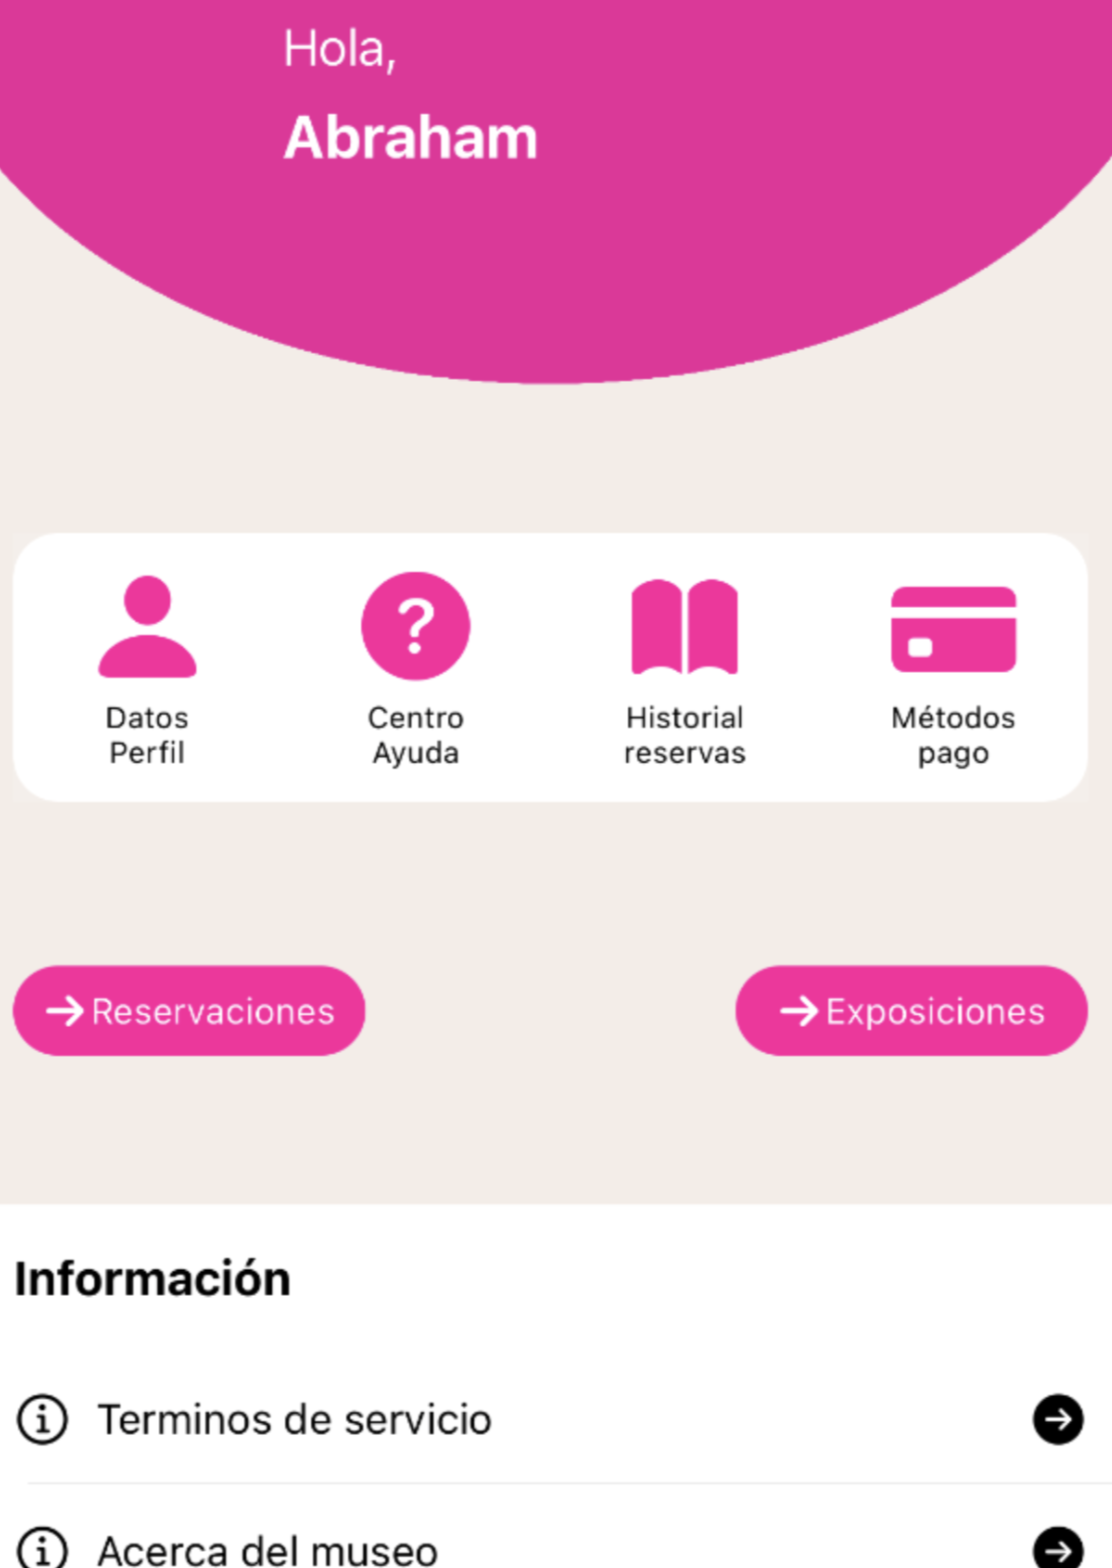 Hola,
Abraham
Datos
Perfil
Centro
Ayuda
Historial
reservas
Métodos
pago
Reservaciones
Exposiciones
Información
Terminos de servicio
Acerca del museo